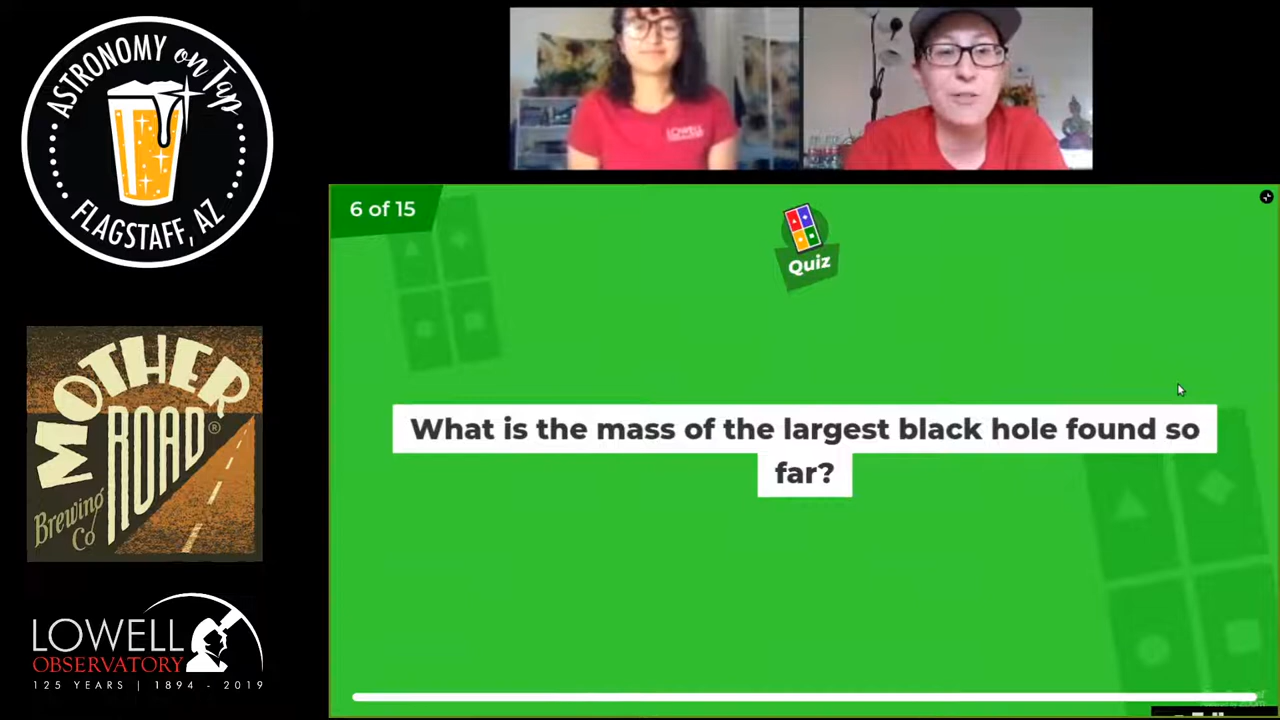 ASTRONOMY on Tap
FLAGSTAFF, AZ
MOTHER
ROAD®
Brewing
Co
LOWELL
OBSERVATORY
125 YEARS | 1894 - 2019
LOWELL
6 of 15
Quiz
What is the mass of the largest black hole found so
far?